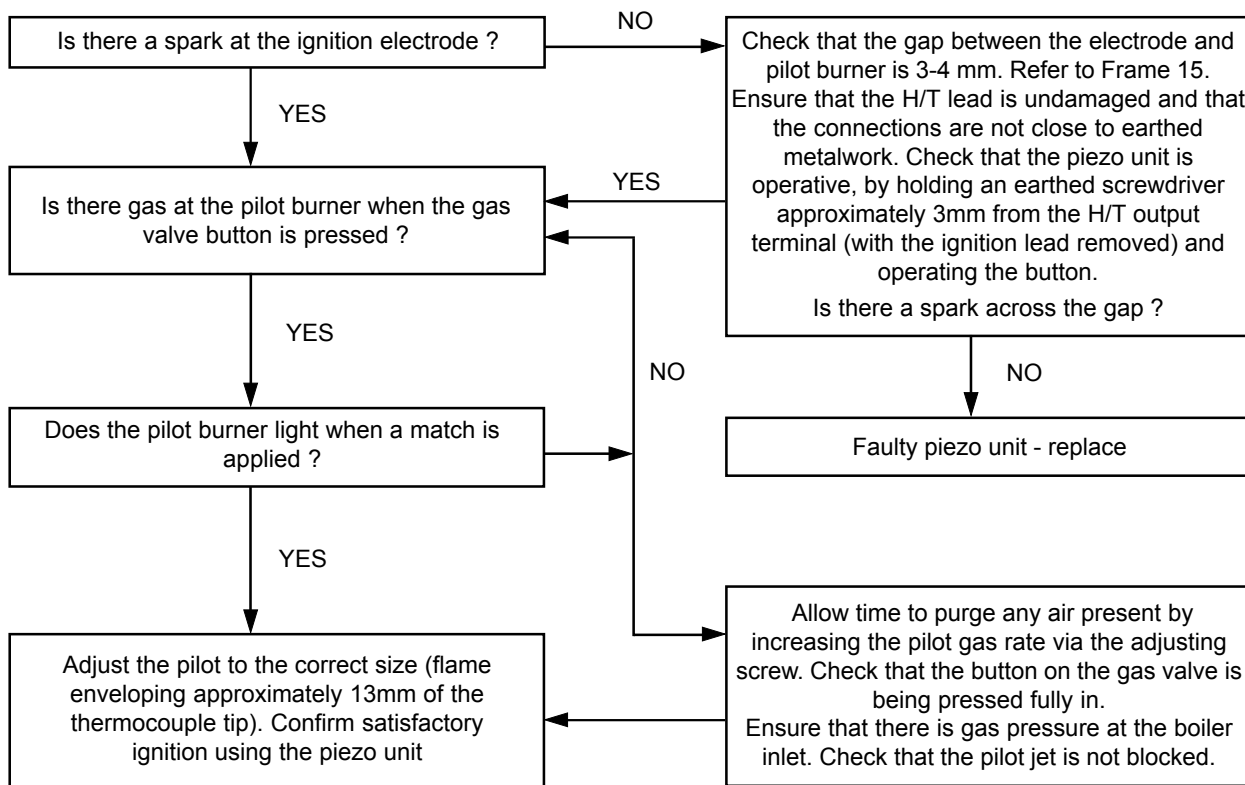 Is there a spark at the ignition electrode ?
NO
Check that the gap between the electrode and
pilot burner is 3-4 mm. Refer to Frame 15.
Ensure that the H/T lead is undamaged and that
the connections are not close to earthed
metalwork. Check that the piezo unit is
operative, by holding an earthed screwdriver
approximately 3mm from the H/T output
terminal (with the ignition lead removed) and
operating the button.
Is there a spark across the gap ?
YES
YES
Is there gas at the pilot burner when the gas
valve button is pressed ?
YES
NO
NO
Does the pilot burner light when a match is
applied ?
Faulty piezo unit - replace
YES
Adjust the pilot to the correct size (flame
enveloping approximately 13mm of the
thermocouple tip). Confirm satisfactory
ignition using the piezo unit
Allow time to purge any air present by
increasing the pilot gas rate via the adjusting
screw. Check that the button on the gas valve is
being pressed fully in.
Ensure that there is gas pressure at the boiler
inlet. Check that the pilot jet is not blocked.